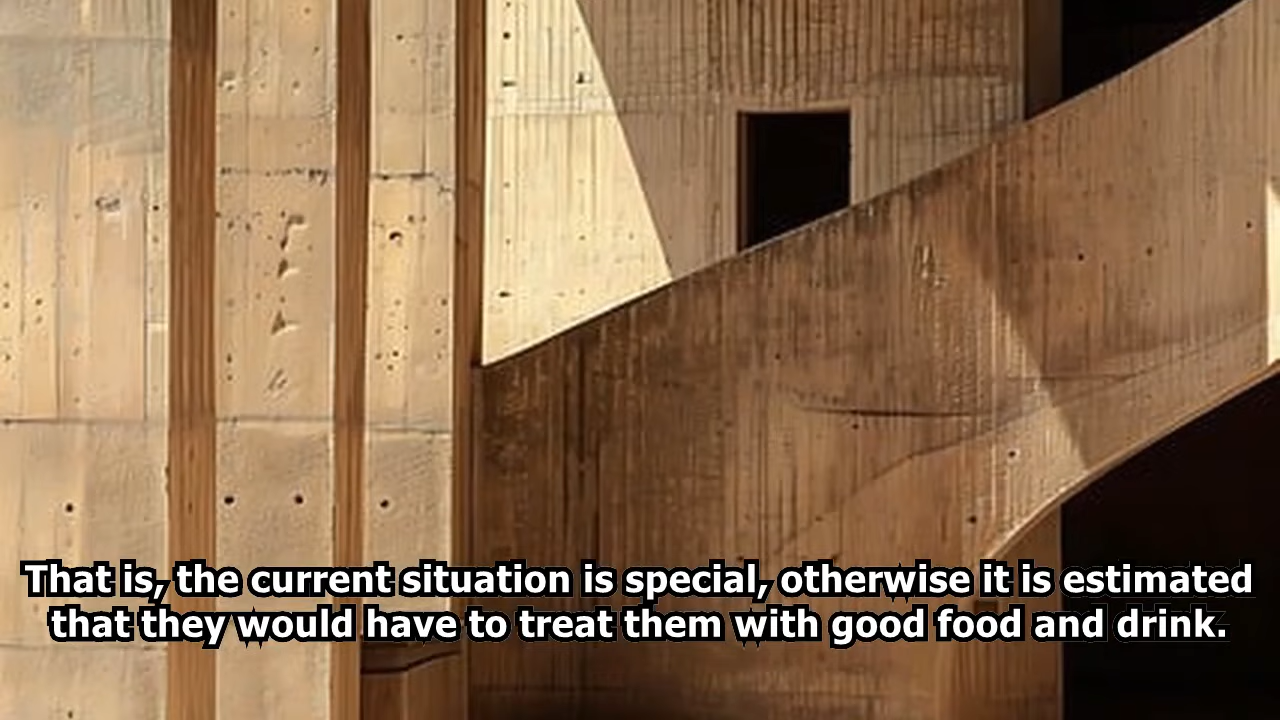 That is, the current situation is special, otherwise it is estimated
that they would have to treat them with good food and drink.